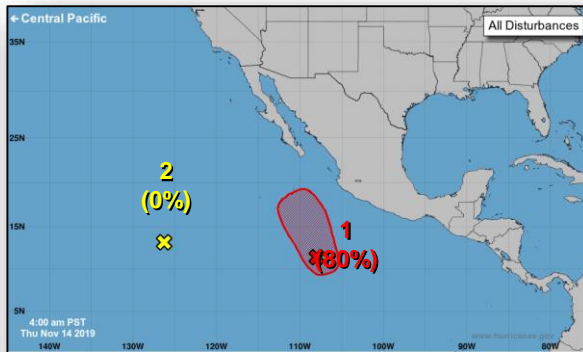 ← Central Pacific
All Disturbances
35N
25N
15N
5N
2
(0%)
1
(80%)
4:00 am PST
Thu Nov 14 2019
www.hurricanes.gov
140W
130W
120W
110W
100W
90W
80W